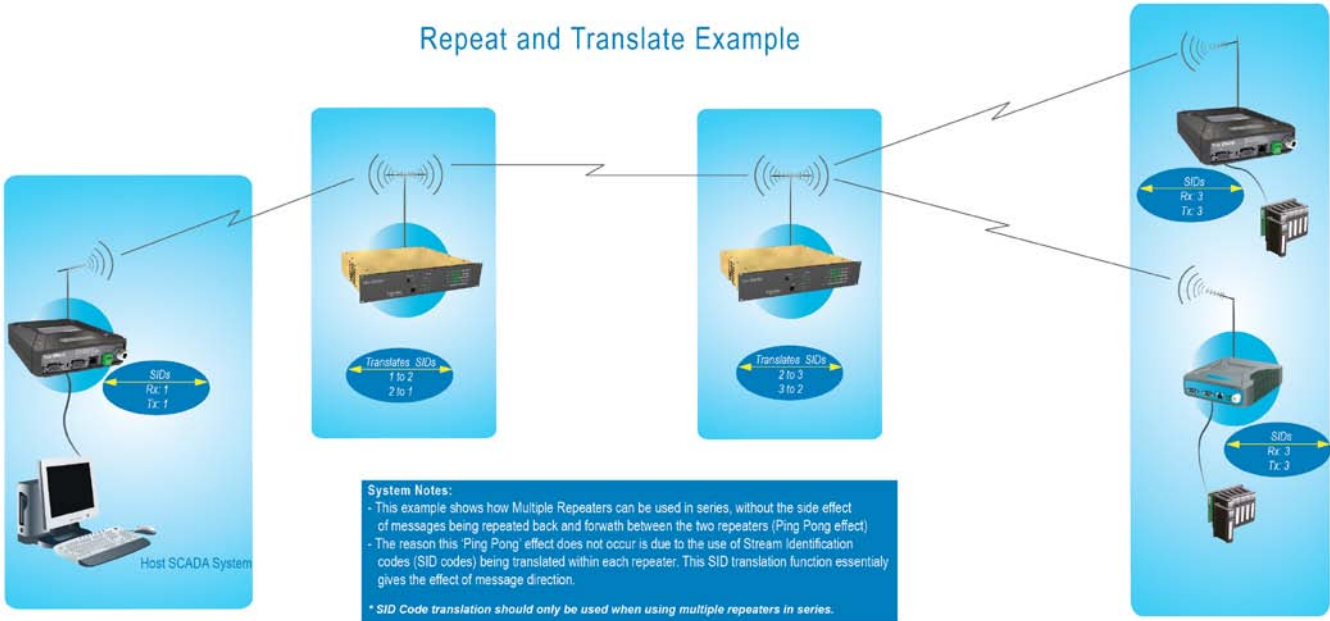 Repeat and Translate Example
SIDs
Rx: 1
Tx: 1
Host SCADA System
Translates SIDs
1 to 2
2 to 1
Translates SIDs
2 to 3
3 to 2
SIDs
Rx: 3
Tx: 3
SIDs
Rx: 3
Tx: 3
System Notes:
- This example shows how Multiple Repeaters can be used in series, without the side effect
of messages being repeated back and forwath between the two repeaters (Ping Pong effect)
- The reason this 'Ping Pong' effect does not occur is due to the use of Stream Identification
codes (SID codes) being translated within each repeater. This SID translation function essentialy
gives the effect of message direction.
* SID Code translation should only be used when using multiple repeaters in series.